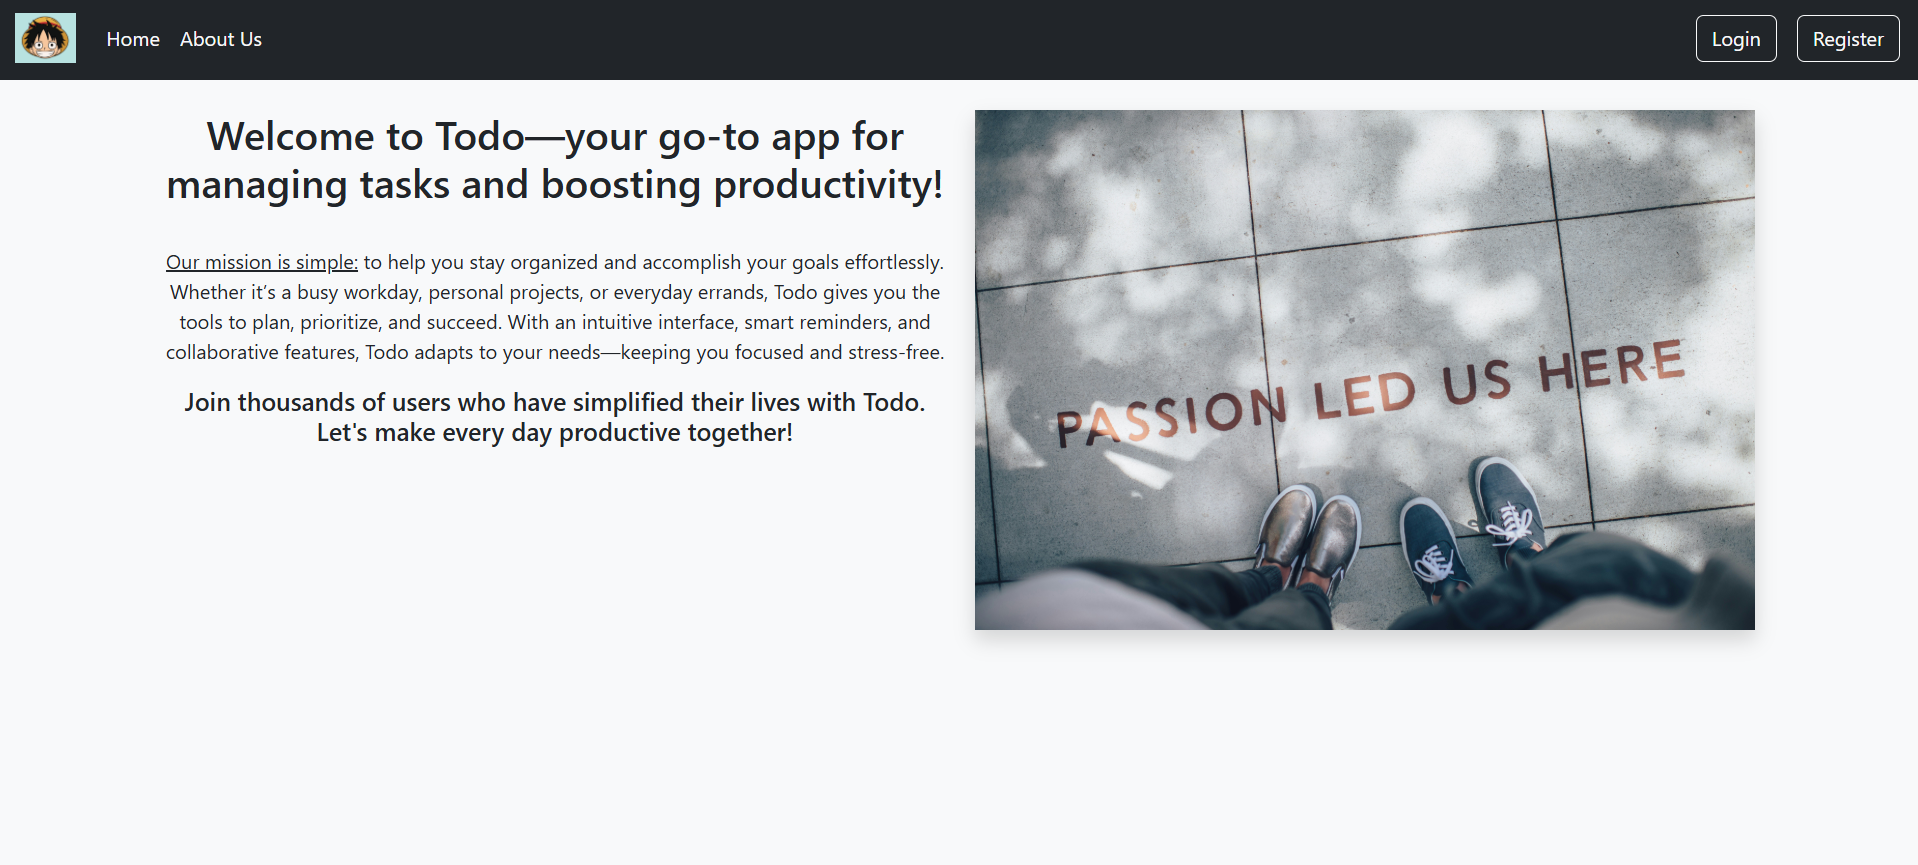 Home About Us Login Register
Welcome to Todo—your go-to app for
managing tasks and boosting productivity!
Our mission is simple: to help you stay organized and accomplish your goals effortlessly.
Whether it’s a busy workday, personal projects, or everyday errands, Todo gives you the
tools to plan, prioritize, and succeed. With an intuitive interface, smart reminders, and
collaborative features, Todo adapts to your needs—keeping you focused and stress-free.
Join thousands of users who have simplified their lives with Todo.
Let's make every day productive together!
PASSION LED US HERE